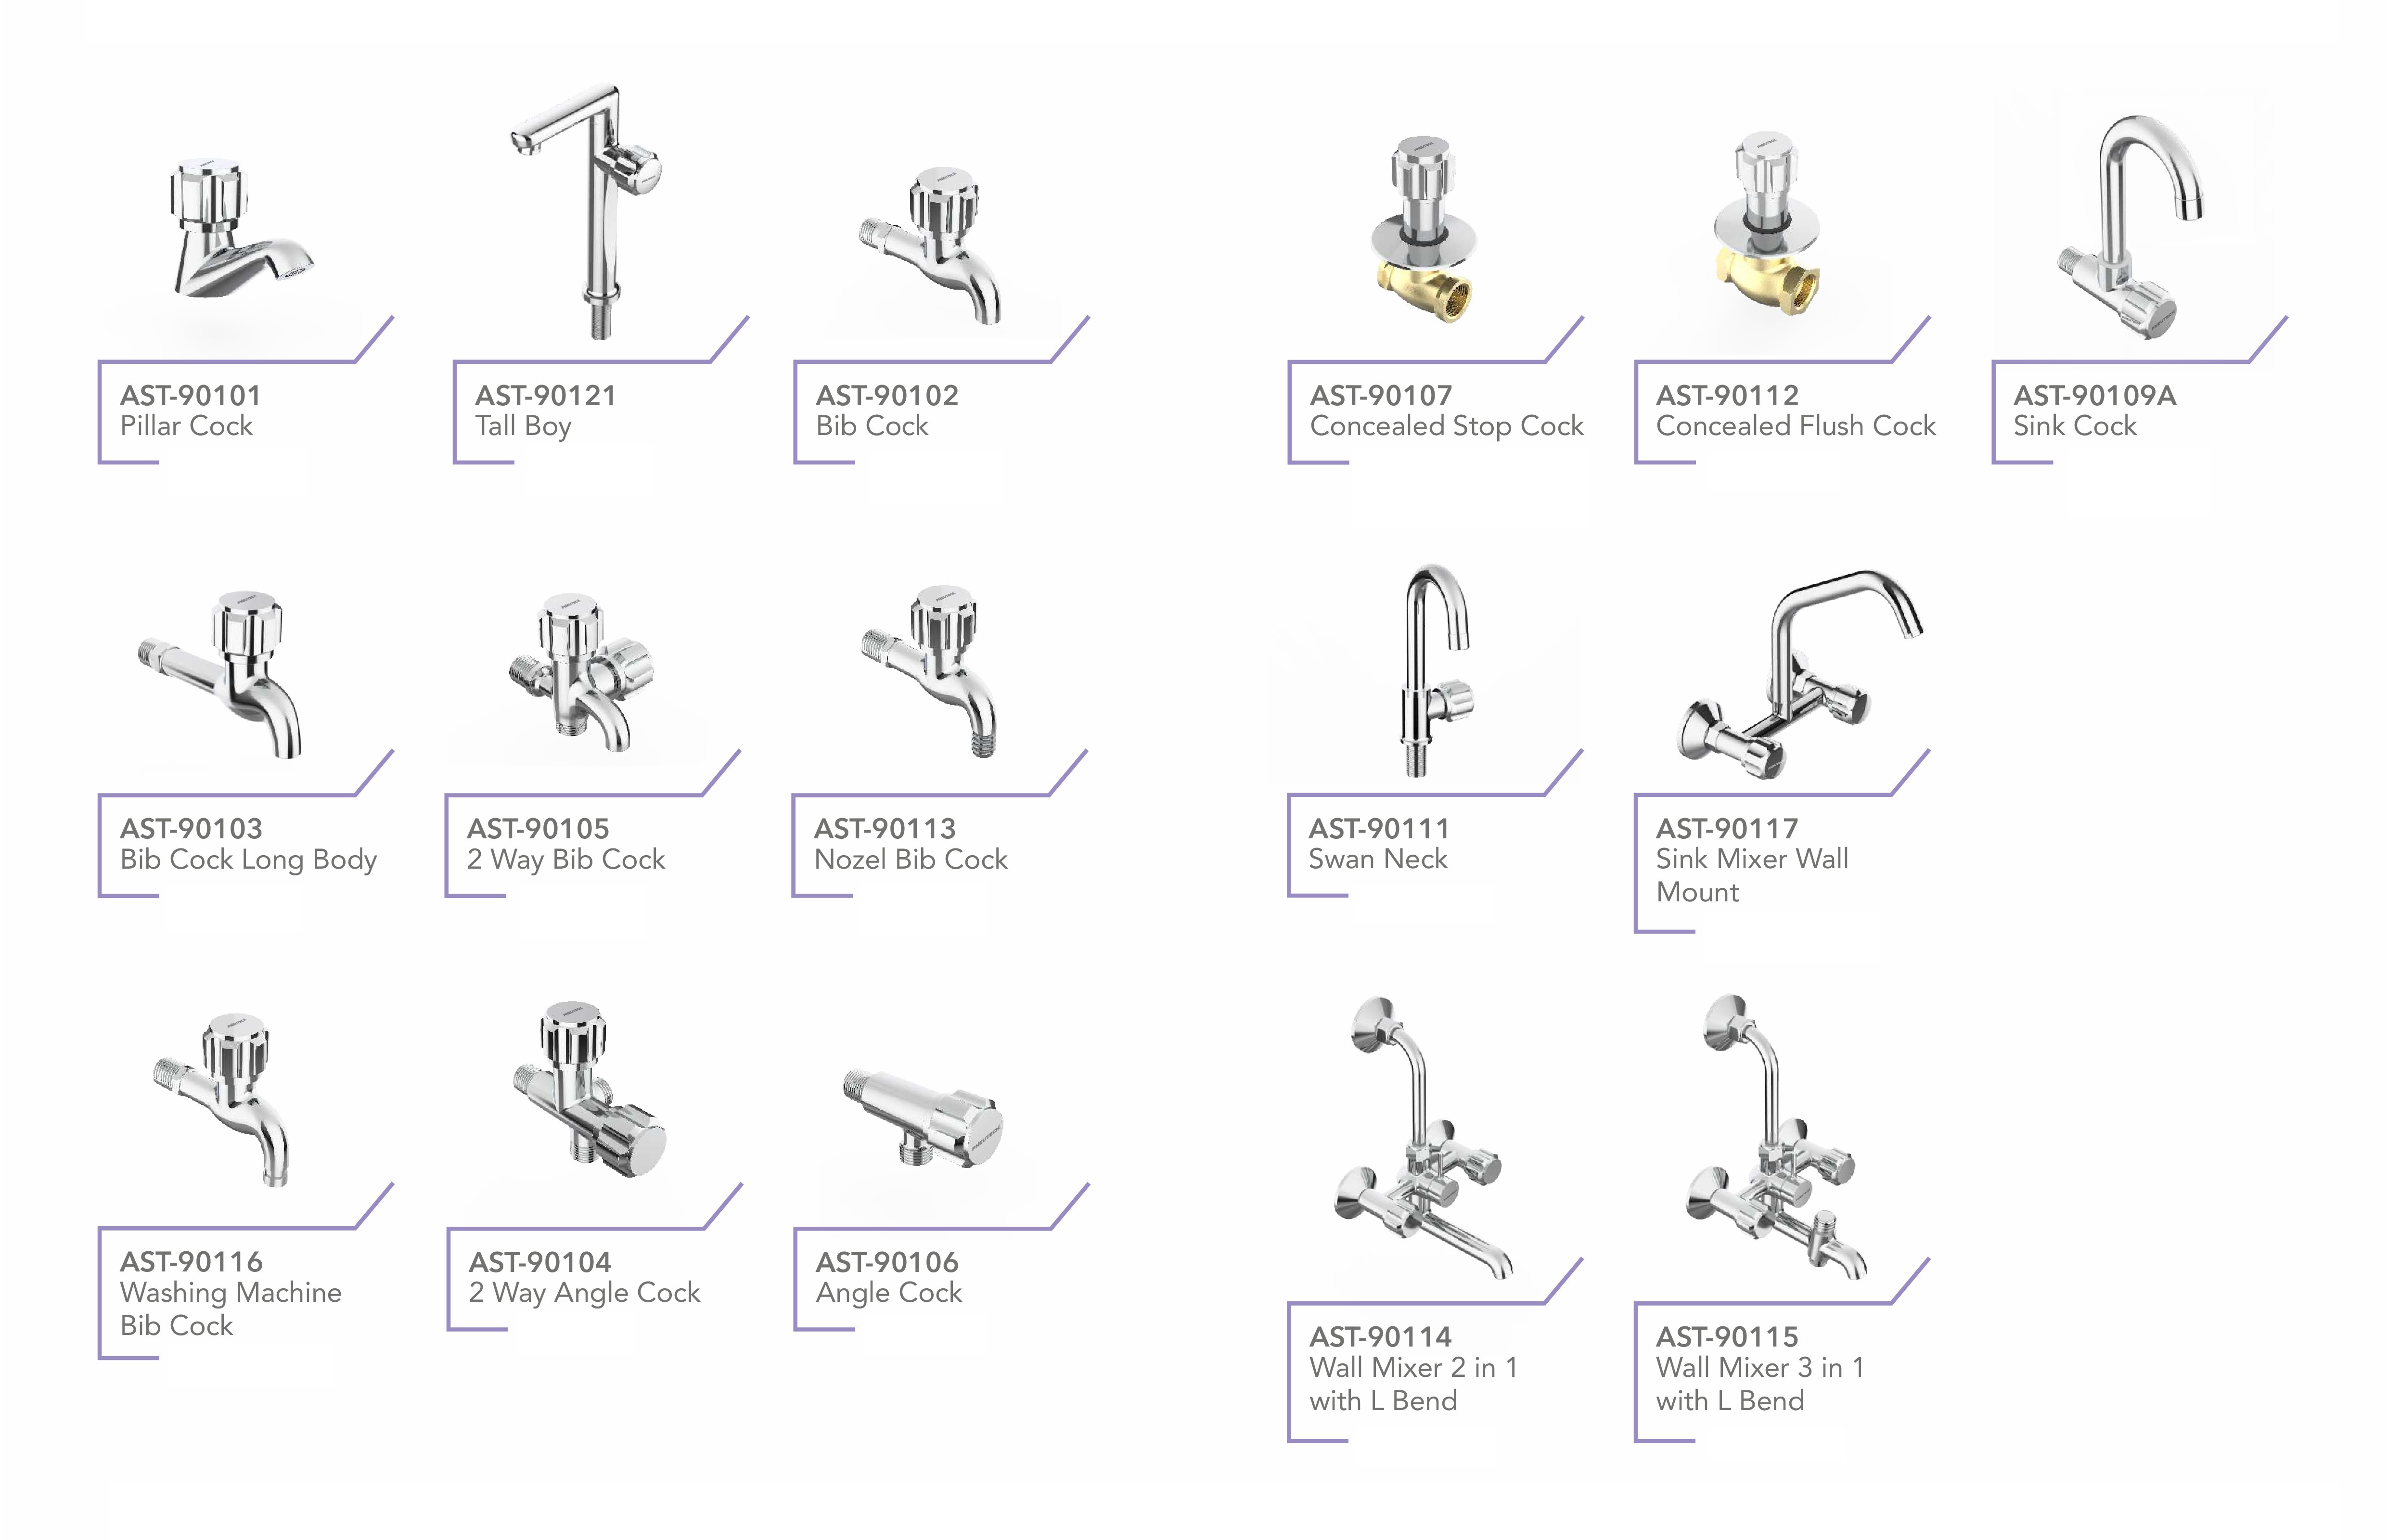 AST-90101
Pillar Cock
AST-90121
Tall Boy
AST-90102
Bib Cock
AST-90107
Concealed Stop Cock
AST-90112
Concealed Flush Cock
AST-90109A
Sink Cock
AST-90103
Bib Cock Long Body
AST-90105
2 Way Bib Cock
AST-90113
Nozel Bib Cock
AST-90111
Swan Neck
AST-90117
Sink Mixer Wall
Mount
AST-90116
Washing Machine
Bib Cock
AST-90104
2 Way Angle Cock
AST-90106
Angle Cock
AST-90114
Wall Mixer 2 in 1
with L Bend
AST-90115
Wall Mixer 3 in 1
with L Bend